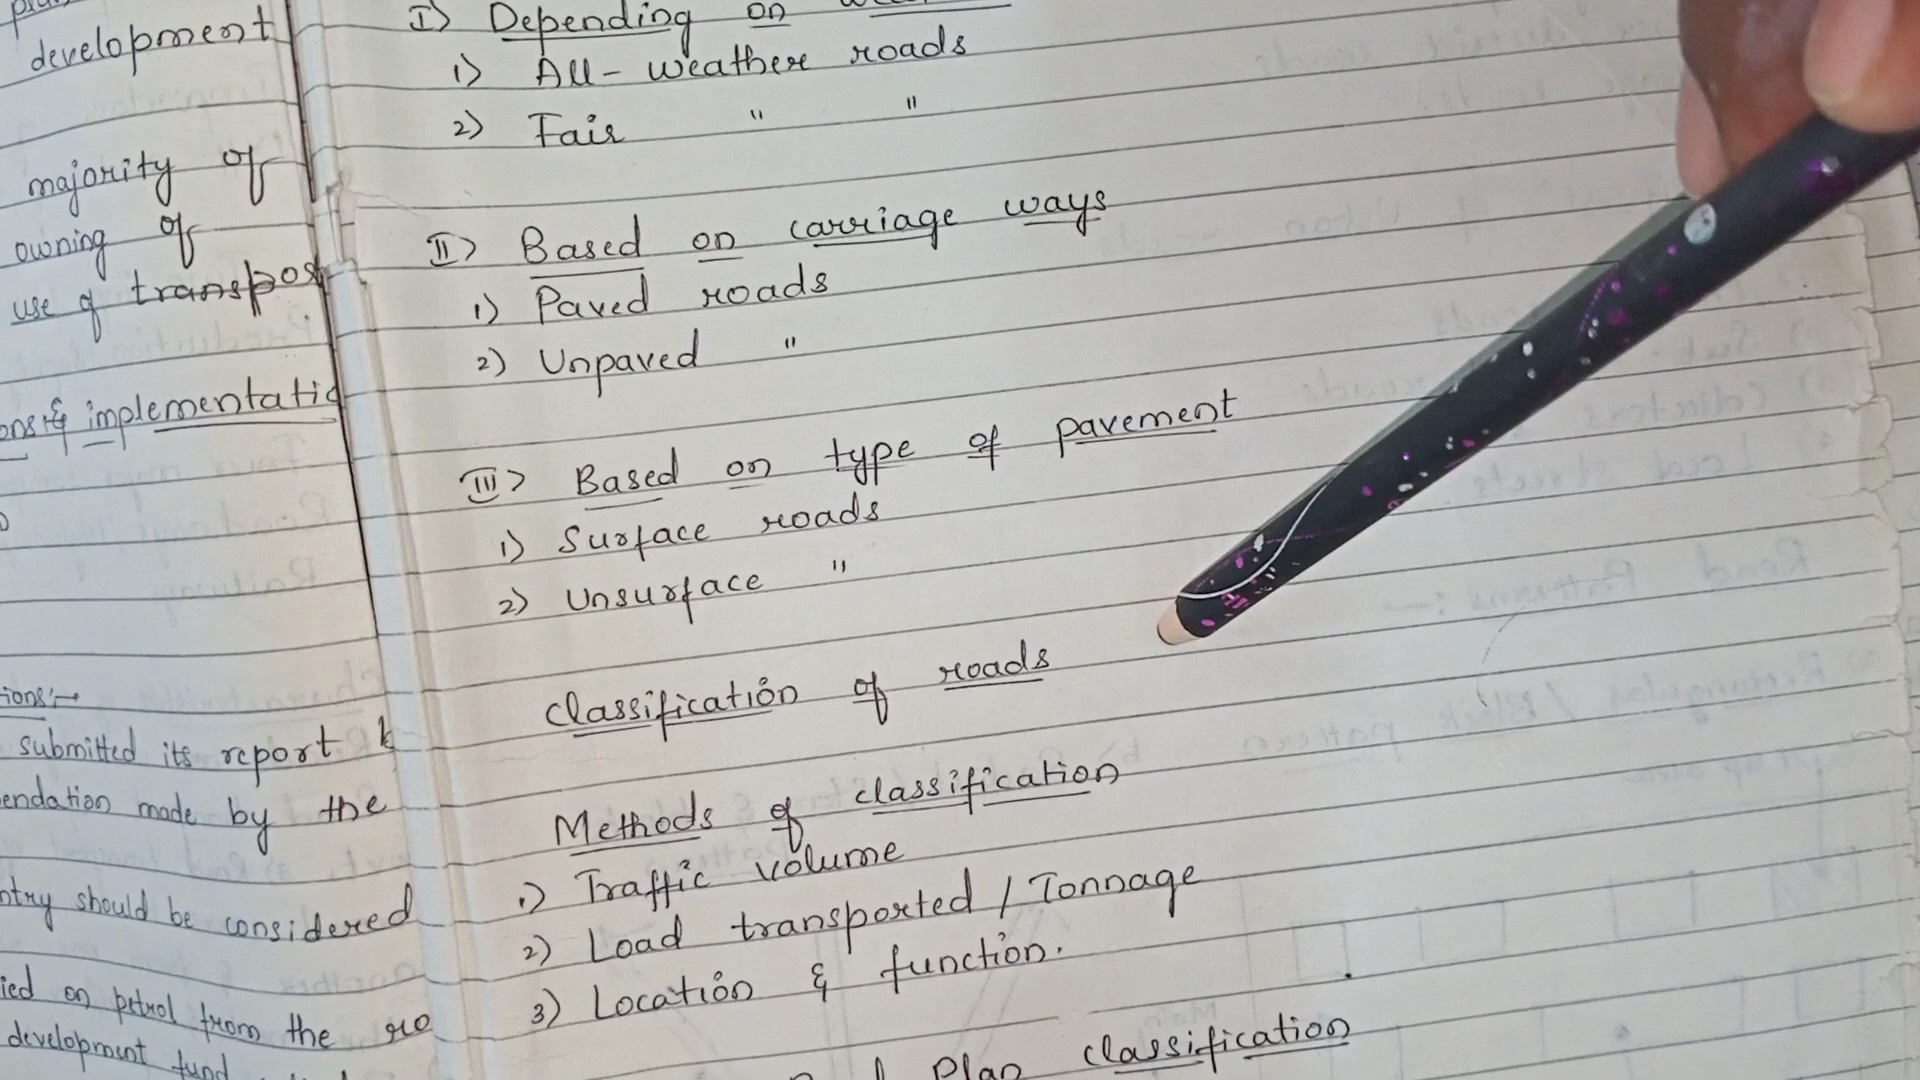 development
majority of
owning of
use of transpos
ons & implementatio
ions:-
submitted its report
endation made by the
ntry should be considered
ied on petrol from the ro
development fund
I) Depending on
1) All-weather roads
2) Fair " "
II) Based on carriage ways
1) Paved roads
2) Unpaved "
III) Based on type of pavement
1) Surface roads
2) Unsurface "
Classification of roads
Methods of classification
1) Traffic volume
2) Load transported / Tonnage
3) Location & function.
Plan classification